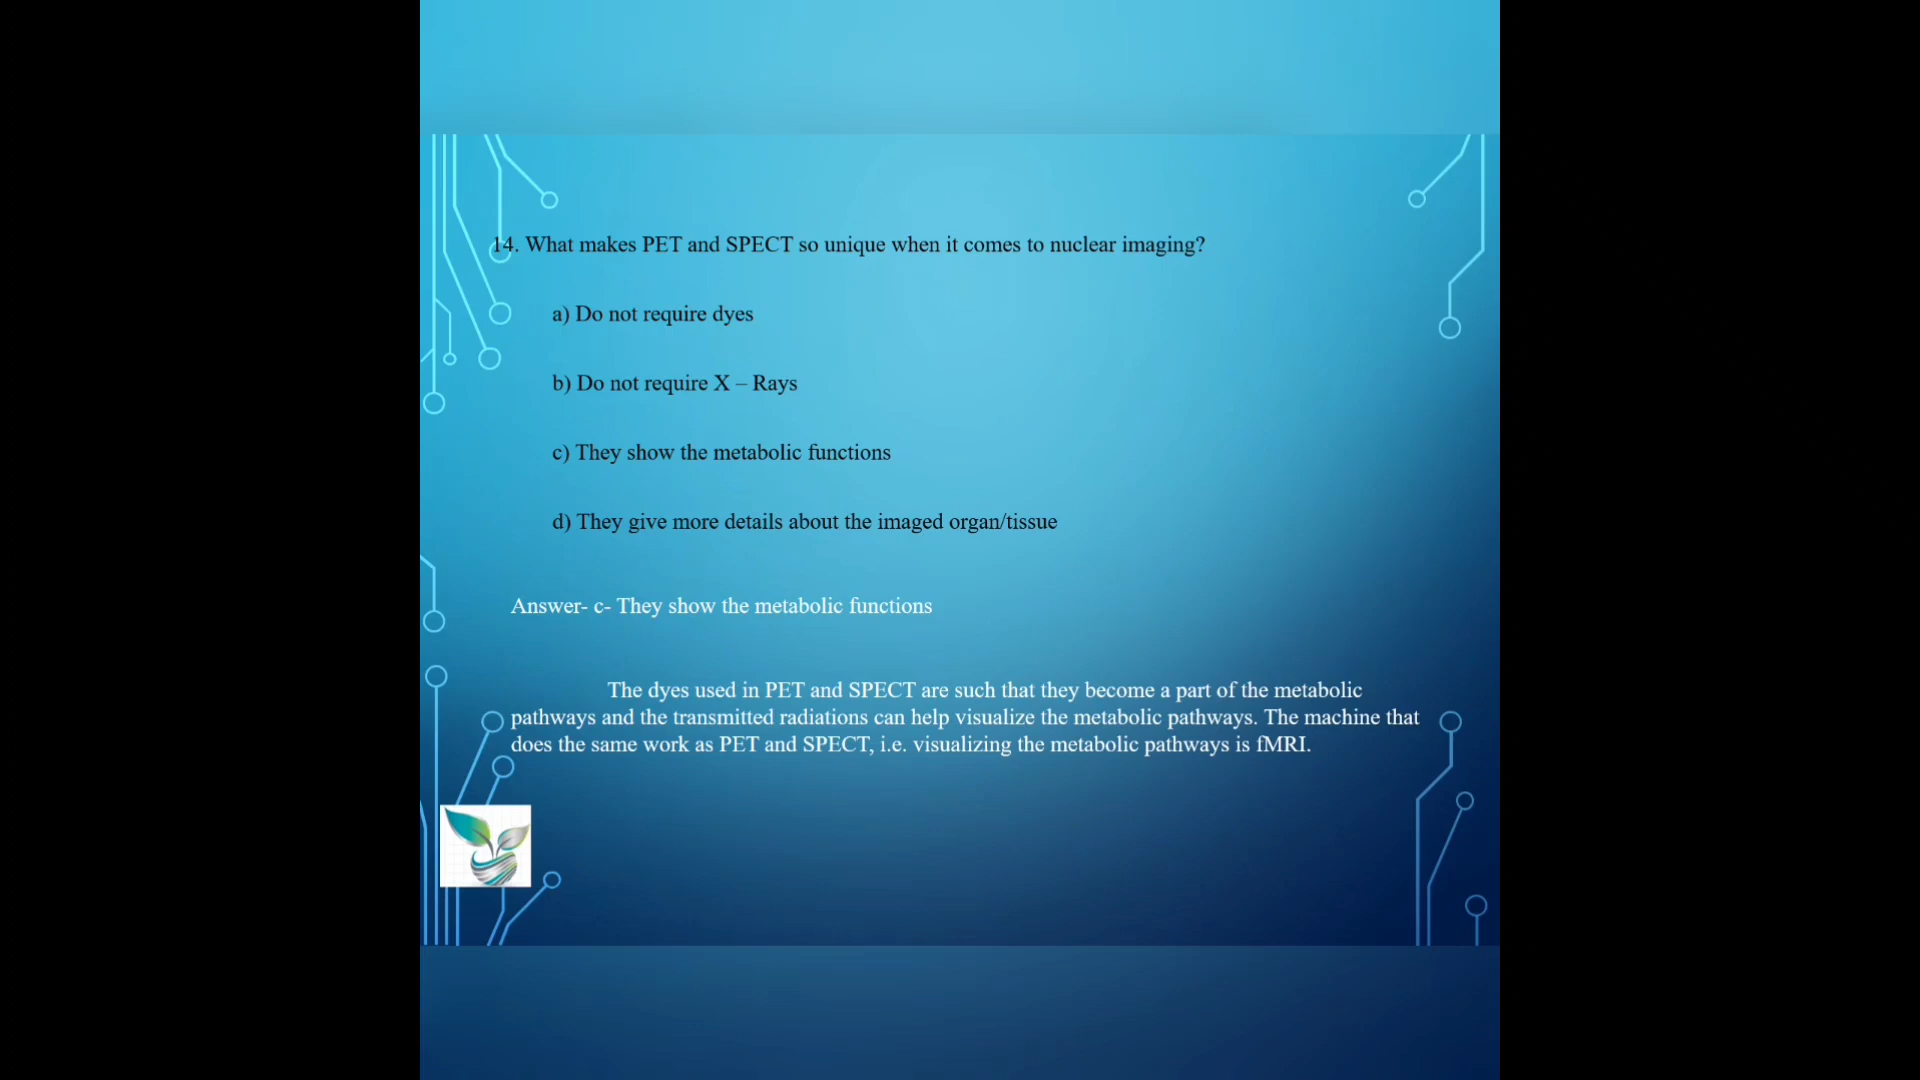 14. What makes PET and SPECT so unique when it comes to nuclear imaging?
a) Do not require dyes
b) Do not require X – Rays
c) They show the metabolic functions
d) They give more details about the imaged organ/tissue
Answer- c- They show the metabolic functions
The dyes used in PET and SPECT are such that they become a part of the metabolic
pathways and the transmitted radiations can help visualize the metabolic pathways. The machine that
does the same work as PET and SPECT, i.e. visualizing the metabolic pathways is fMRI.